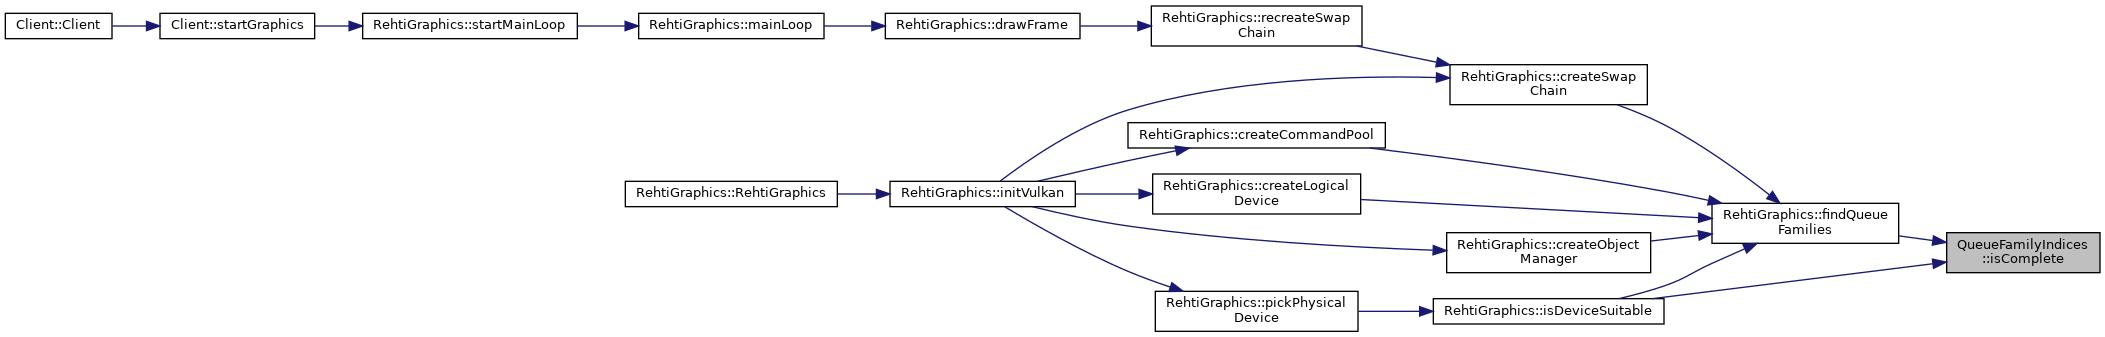 Client::Client
Client::startGraphics
RehtiGraphics::startMainLoop
RehtiGraphics::mainLoop
RehtiGraphics::drawFrame
RehtiGraphics::recreateSwap
Chain
RehtiGraphics::createSwap
Chain
RehtiGraphics::createCommandPool
RehtiGraphics::RehtiGraphics
RehtiGraphics::initVulkan
RehtiGraphics::createLogical
Device
RehtiGraphics::findQueue
Families
RehtiGraphics::createObject
Manager
QueueFamilyIndices
::isComplete
RehtiGraphics::pickPhysical
Device
RehtiGraphics::isDeviceSuitable